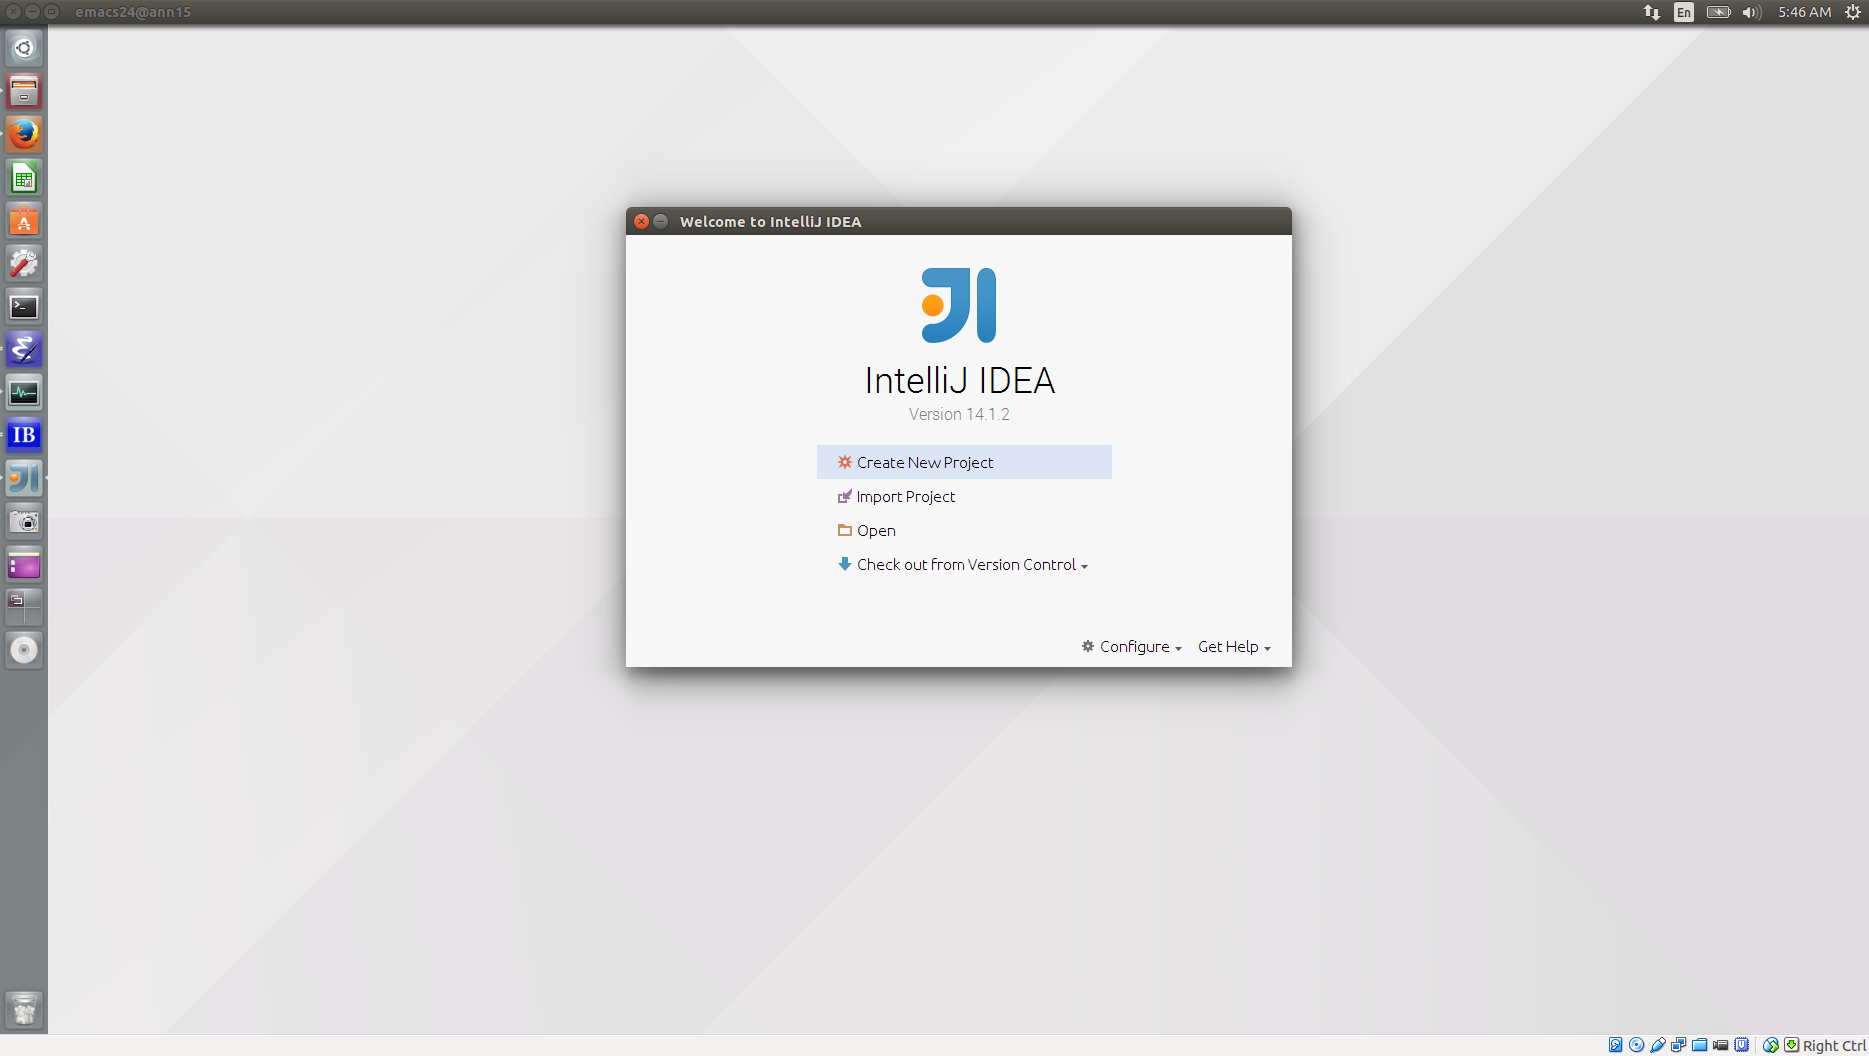 emacs24@ann15
En
5:46 AM
IB
Welcome to IntelliJ IDEA
IntelliJ IDEA
Version 14.1.2
Create New Project
Import Project
Open
Check out from Version Control
Configure
Get Help
Right Ctrl